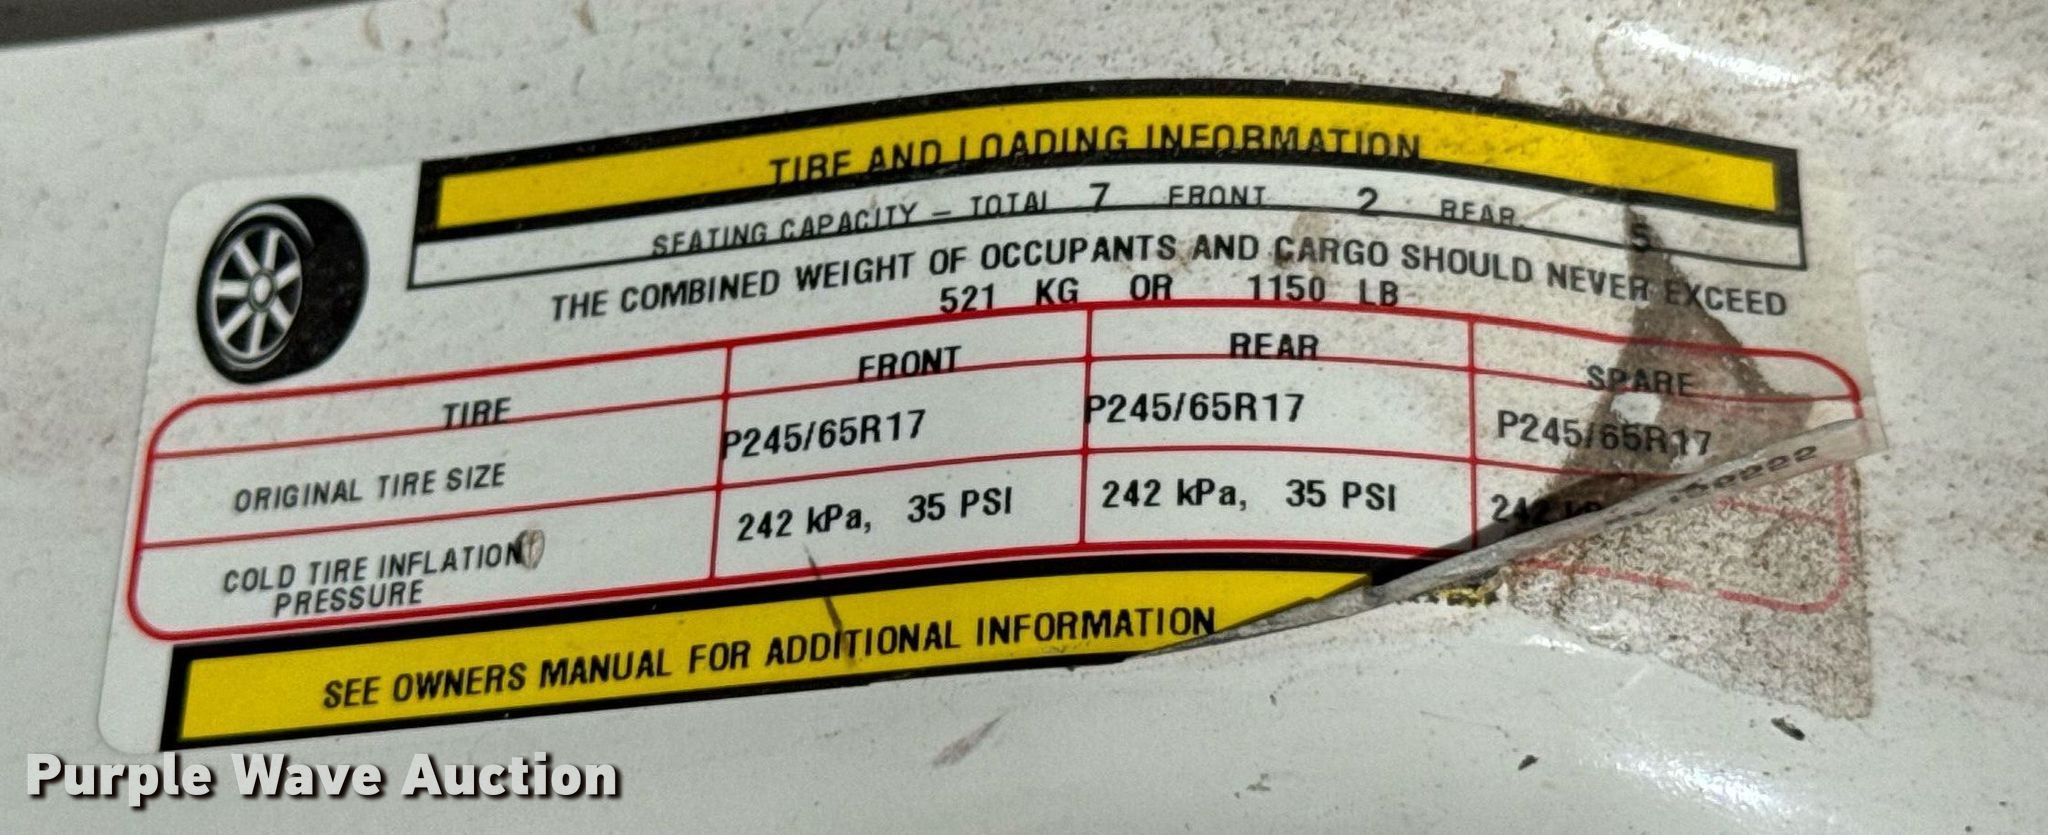 TIRE AND LOADING INFORMATION
SEATING CAPACITY – TOTAL 7 FRONT 2 REAR 5
THE COMBINED WEIGHT OF OCCUPANTS AND CARGO SHOULD NEVER EXCEED
521 KG OR 1150 LB
TIRE FRONT REAR SPARE
ORIGINAL TIRE SIZE P245/65R17 P245/65R17 P245/65R17
COLD TIRE INFLATION PRESSURE 242 kPa, 35 PSI 242 kPa, 35 PSI 242
SEE OWNERS MANUAL FOR ADDITIONAL INFORMATION
Purple Wave Auction